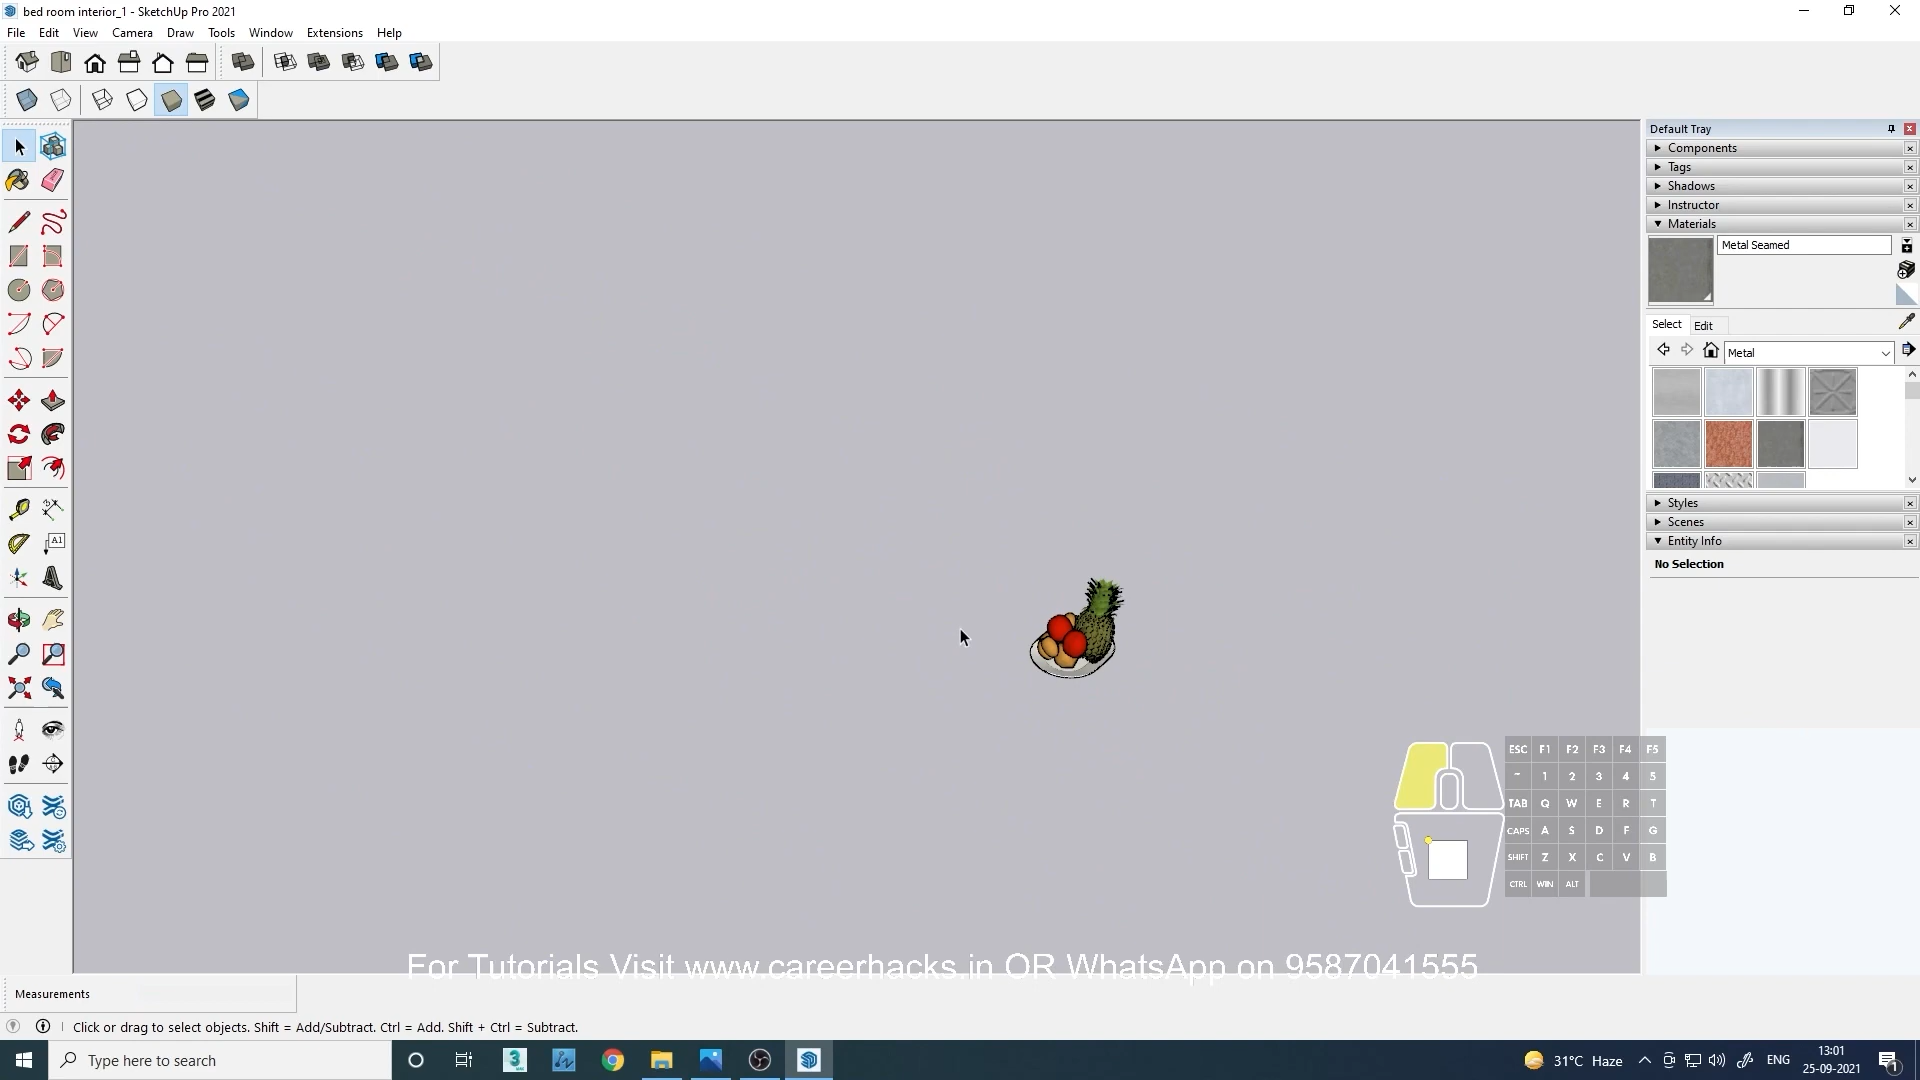 bed room interior_1 - SketchUp Pro 2021
File Edit View Camera Draw Tools Window Extensions Help
Default Tray
Components
Tags
Shadows
Instructor
Materials
Metal Seamed
Select Edit
Metal
Styles
Scenes
Entity Info
No Selection
A1
ESC F1 F2 F3 F4 F5
~ 1 2 3 4 5
TAB Q W E R T
CAPS A S D F G
SHIFT Z X C V B
CTRL WIN ALT
For Tutorials Visit www.careerhacks.in OR WhatsApp on 9587041555
Measurements
Click or drag to select objects. Shift = Add/Subtract. Ctrl = Add. Shift + Ctrl = Subtract.
Type here to search
3
31°C Haze
ENG
13:01
25-09-2021
1